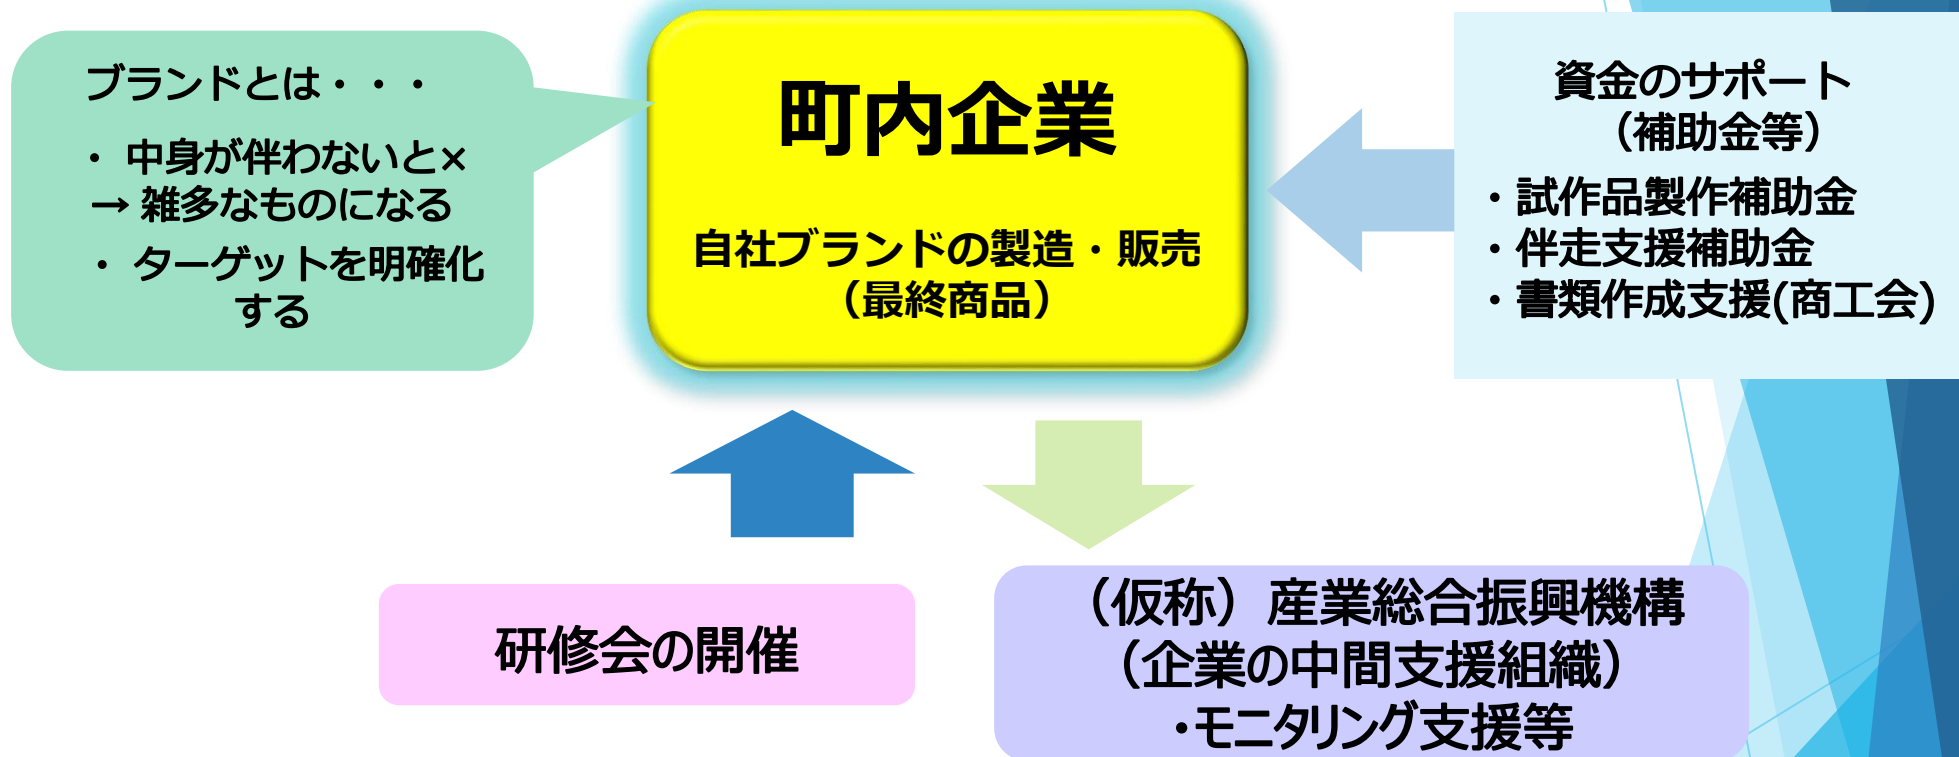 ブランドとは・・・
・ 中身が伴わないと×
→ 雑多なものになる
・ ターゲットを明確化
する
町内企業
自社ブランドの製造・販売
（最終商品）
資金のサポート
（補助金等）
・試作品製作補助金
・伴走支援補助金
・書類作成支援(商工会)
研修会の開催
（仮称）産業総合振興機構
（企業の中間支援組織）
・モニタリング支援等